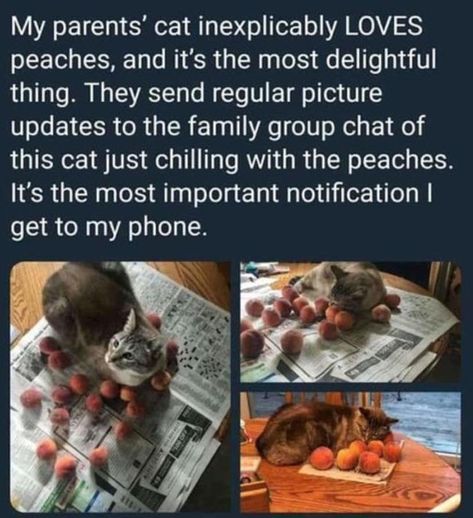 My parents' cat inexplicably LOVES
peaches, and it's the most delightful
thing. They send regular picture
updates to the family group chat of
this cat just chilling with the peaches.
It's the most important notification I
get to my phone.